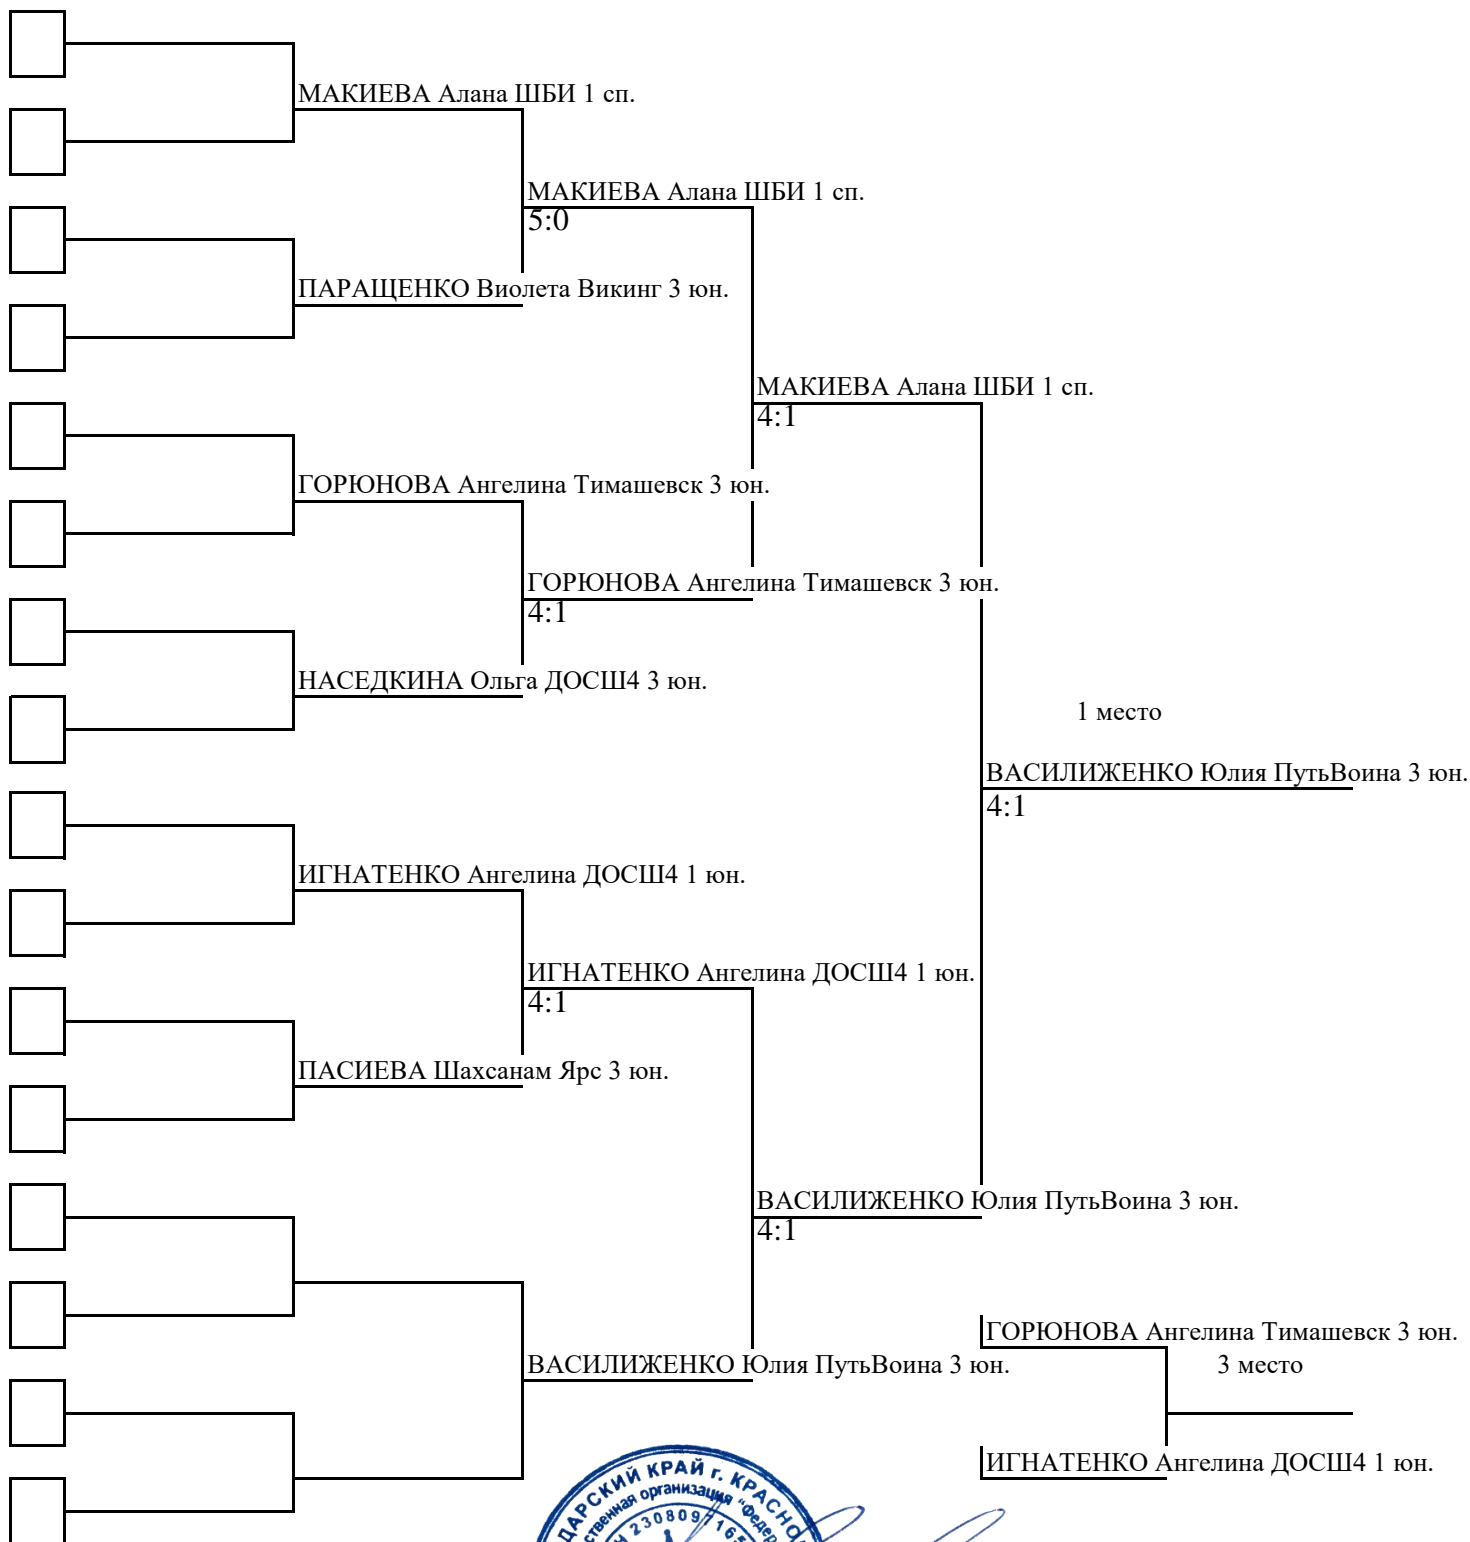 МАКИЕВА Алана ШБИ 1 сп.
МАКИЕВА Алана ШБИ 1 сп.
5:0
ПАРАЩЕНКО Виолета Викинг 3 юн.
МАКИЕВА Алана ШБИ 1 сп.
4:1
ГОРЮНОВА Ангелина Тимашевск 3 юн.
ГОРЮНОВА Ангелина Тимашевск 3 юн.
4:1
НАСЕДКИНА Ольга ДОСШ4 3 юн.
1 место
ВАСИЛИЖЕНКО Юлия ПутьВоина 3 юн.
4:1
ИГНАТЕНКО Ангелина ДОСШ4 1 юн.
ИГНАТЕНКО Ангелина ДОСШ4 1 юн.
4:1
ПАСИЕВА Шахсанам Ярс 3 юн.
ВАСИЛИЖЕНКО Юлия ПутьВоина 3 юн.
4:1
ГОРЮНОВА Ангелина Тимашевск 3 юн.
ВАСИЛИЖЕНКО Юлия ПутьВоина 3 юн.
3 место
ИГНАТЕНКО Ангелина ДОСШ4 1 юн.
КРАЙ г.
организация